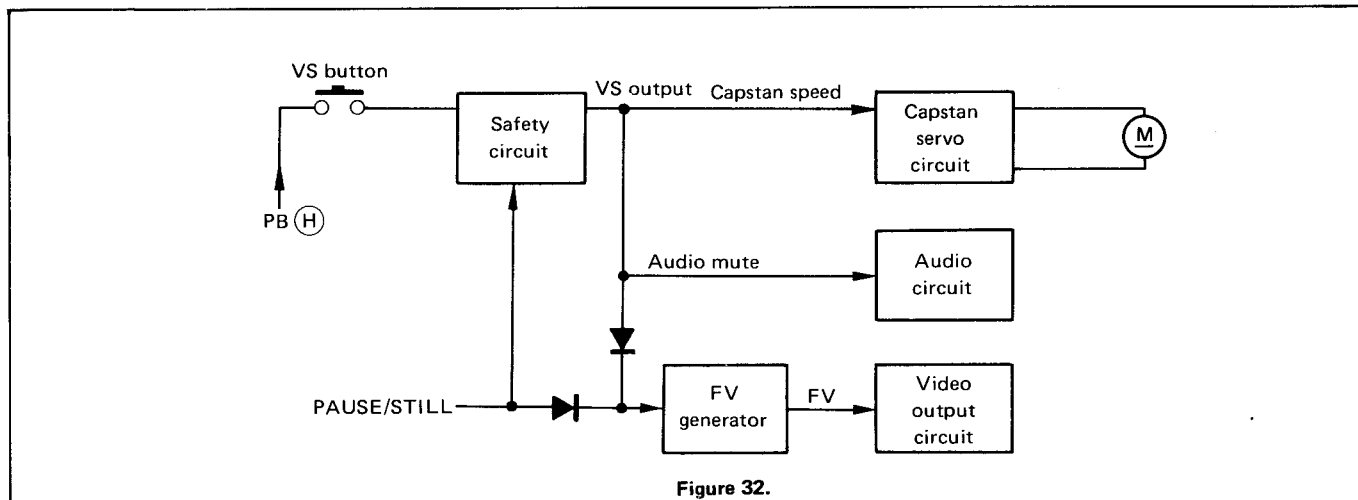 VS button
VS output
Capstan speed
Safety
circuit
Capstan
servo
circuit
M
PB H
Audio mute
Audio
circuit
PAUSE/STILL
FV
generator
FV
Video
output
circuit
Figure 32.